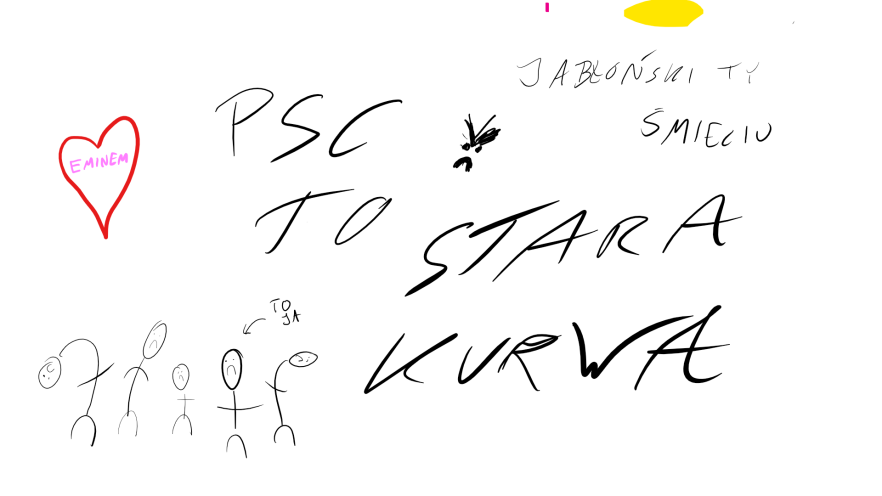 JABŁOŃSKI TY
ŚMIECIU
EMINEM
PSC
TO STARA
KURWA
TO
JA